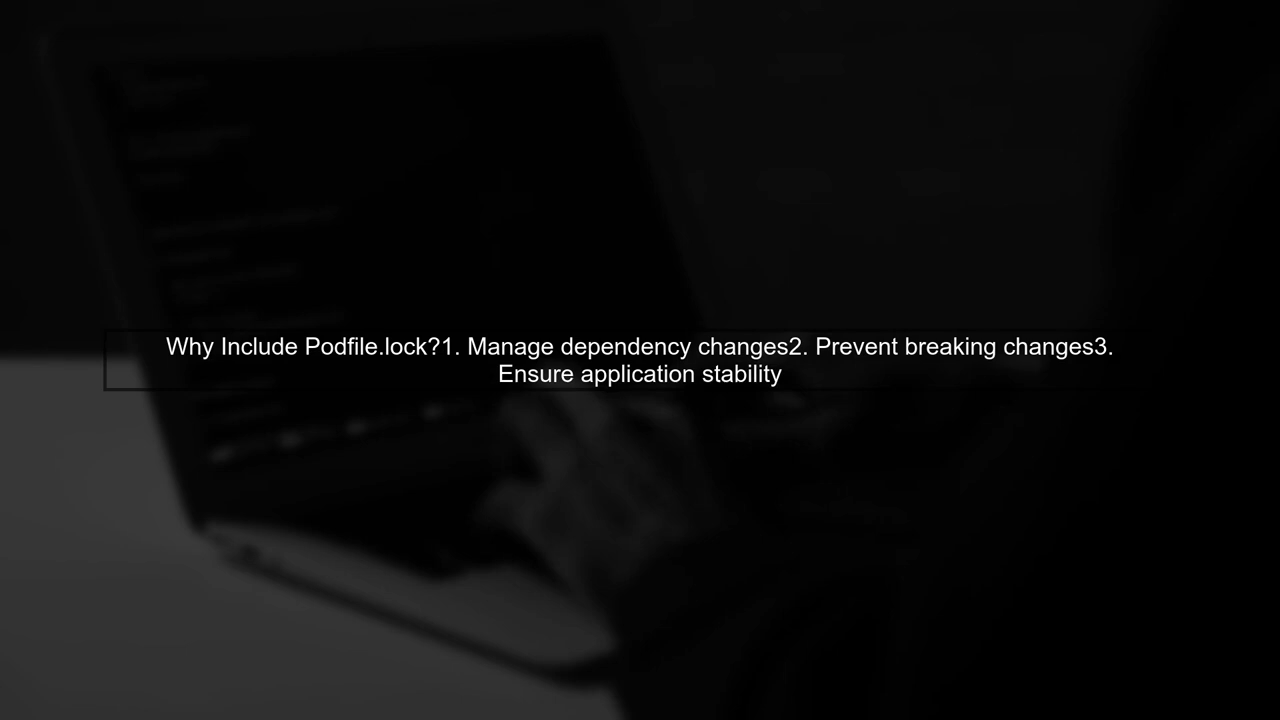 Why Include Podfile.lock?1. Manage dependency changes2. Prevent breaking changes3.
Ensure application stability